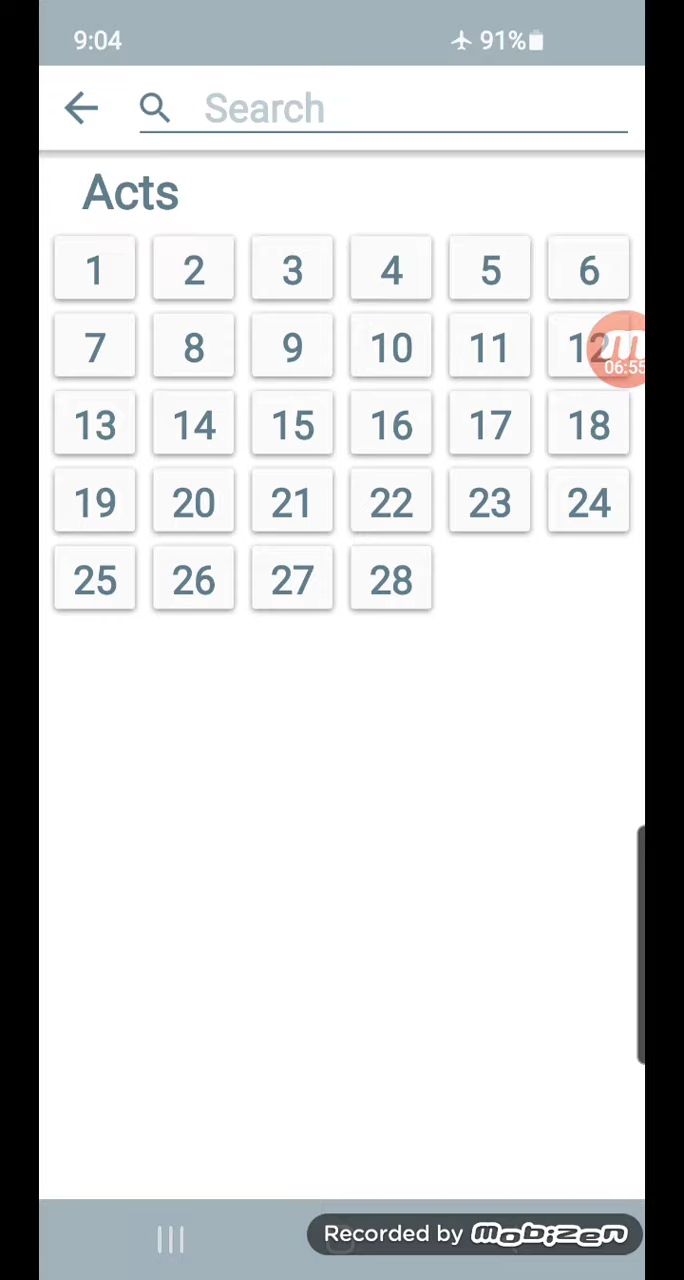 9:04 91%
Search
Acts
1 2 3 4 5 6
7 8 9 10 11 12
06:55
13 14 15 16 17 18
19 20 21 22 23 24
25 26 27 28
Recorded by mobizen